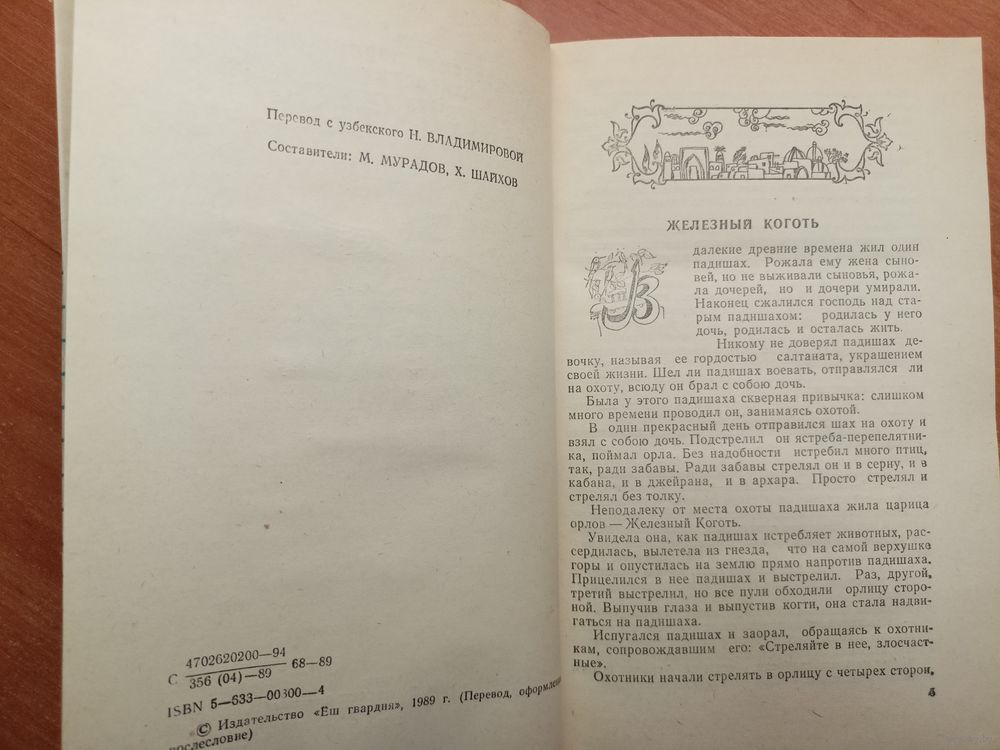 Перевод с узбекского Н. ВЛАДИМИРОВОЙ
Составители: М. МУРАДОВ, Х. ШАЙХОВ
С 4702620200—94
356 (04)—89 68—89
ISBN 5—633—00300—4
© Издательство «Ёш гвардия», 1989 г. (Перевод, оформление
послесловие)
ЖЕЛЕЗНЫЙ КОГОТЬ
В далекие древние времена жил один
падишах. Рожала ему жена сыно-
вей, но не выживали сыновья, рожа-
ла дочерей, но и дочери умирали.
Наконец сжалился господь над ста-
рым падишахом: родилась у него
дочь, родилась и осталась жить.
Никому не доверял падишах де-
вочку, называя ее гордостью салтаната, украшением
своей жизни. Шел ли падишах воевать, отправлялся ли
на охоту, всюду он брал с собою дочь.
Была у этого падишаха скверная привычка: слишком
много времени проводил он, занимаясь охотой.
В один прекрасный день отправился шах на охоту и
взял с собою дочь. Подстрелил он ястреба-перепелятни-
ка, поймал орла. Без надобности истребил много птиц,
так, ради забавы. Ради забавы стрелял он и в серну, и в
кабана, и в джейрана, и в архара. Просто стрелял и
стрелял без толку.
Неподалеку от места охоты падишаха жила царица
орлов — Железный Коготь.
Увидела она, как падишах истребляет животных, рас-
сердилась, вылетела из гнезда, что на самой верхушке
горы и опустилась на землю прямо напротив падишаха.
Прицелился в нее падишах и выстрелил. Раз, другой,
третий выстрелил, но все пули обходили орлицу сторо-
ной. Выпучив глаза и выпустив когти, она стала надви-
гаться на падишаха.
Испугался падишах и заорал, обращаясь к охотни-
кам, сопровождавшим его: «Стреляйте в нее, злосчаст-
ные».
Охотники начали стрелять в орлицу с четырех сторон,